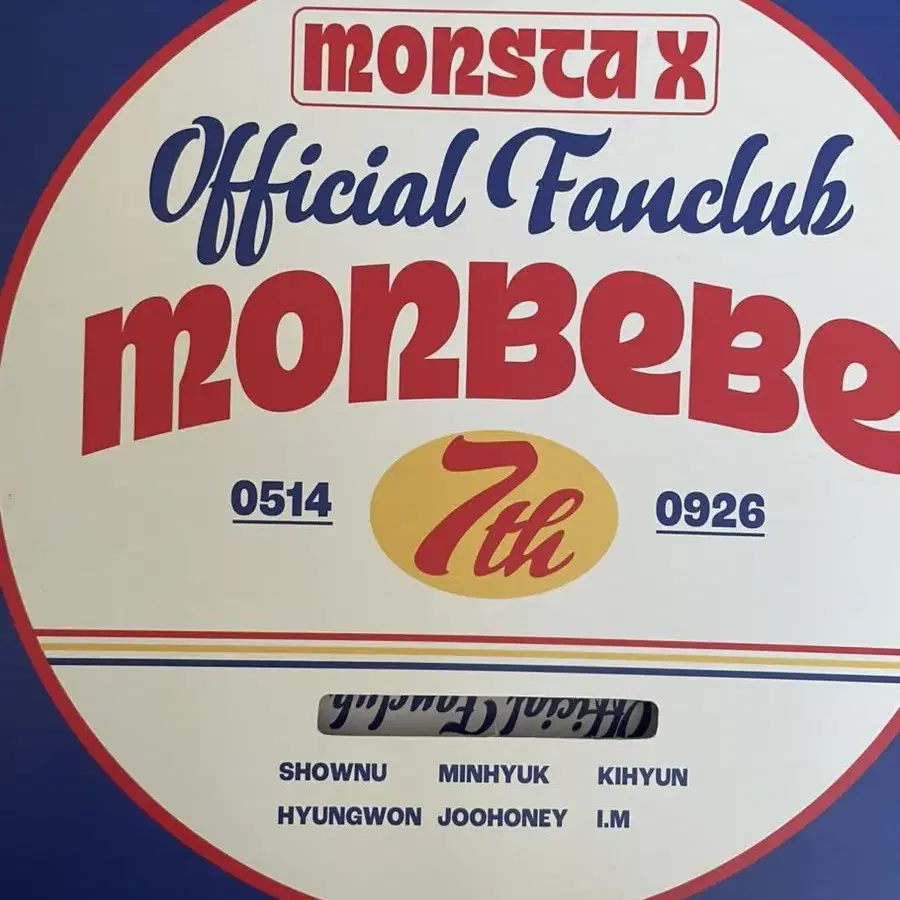 MONSTA X
Official Fanclub
MONBEBE
0514 7th 0926
Official Fanclub
SHOWNU MINHYUK KIHYUN
HYUNGWON JOOHONEY I.M